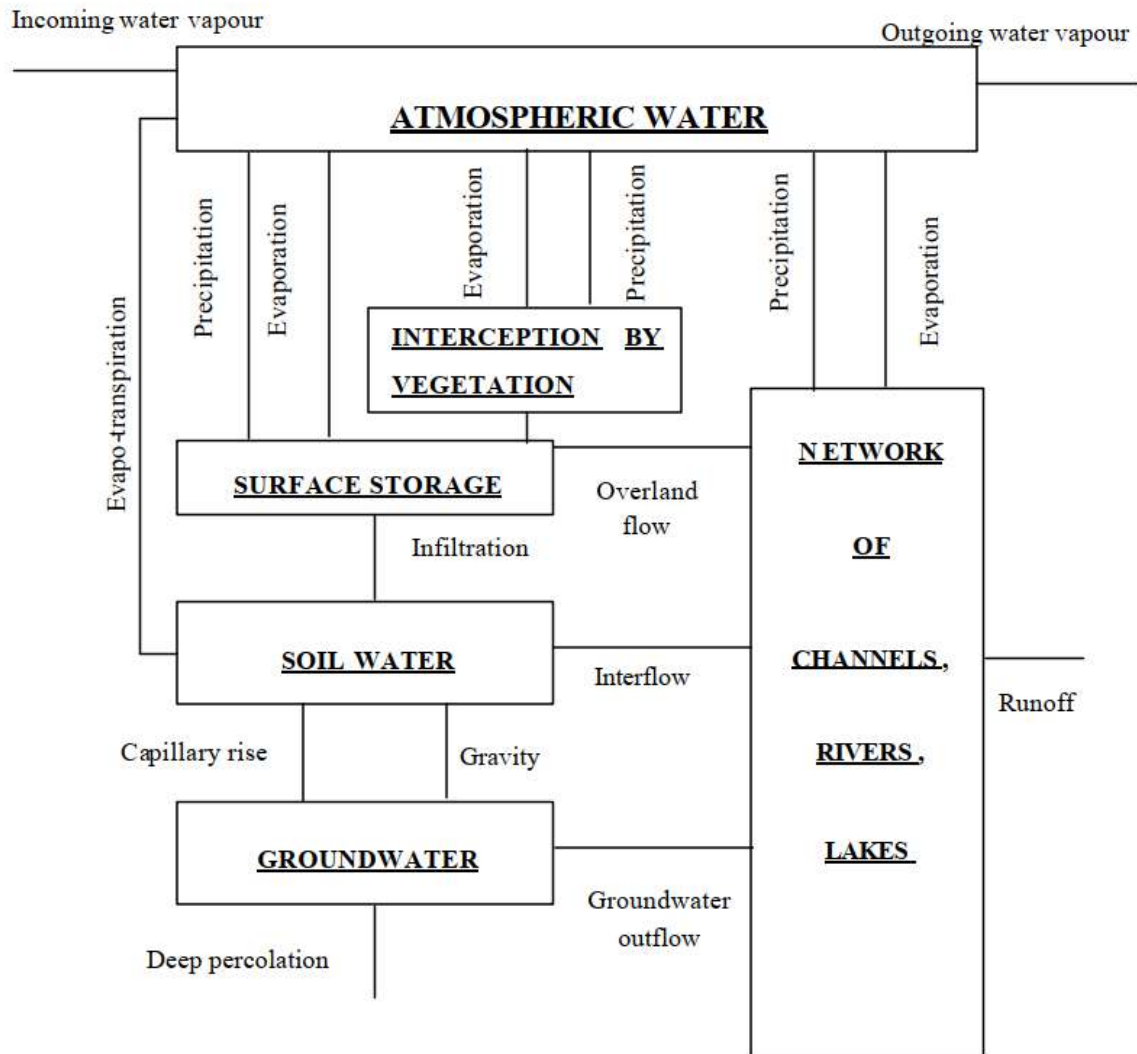 Incoming water vapour
Outgoing water vapour
ATMOSPHERIC WATER
Precipitation
Evaporation
Evaporation
Precipitation
Precipitation
Evaporation
Evapo-transpiration
INTERCEPTION BY
VEGETATION
SURFACE STORAGE
Overland
flow
Infiltration
SOIL WATER
Interflow
Capillary rise
Gravity
GROUNDWATER
Groundwater
outflow
Deep percolation
N ETWORK
OF
CHANNELS ,
RIVERS ,
LAKES
Runoff